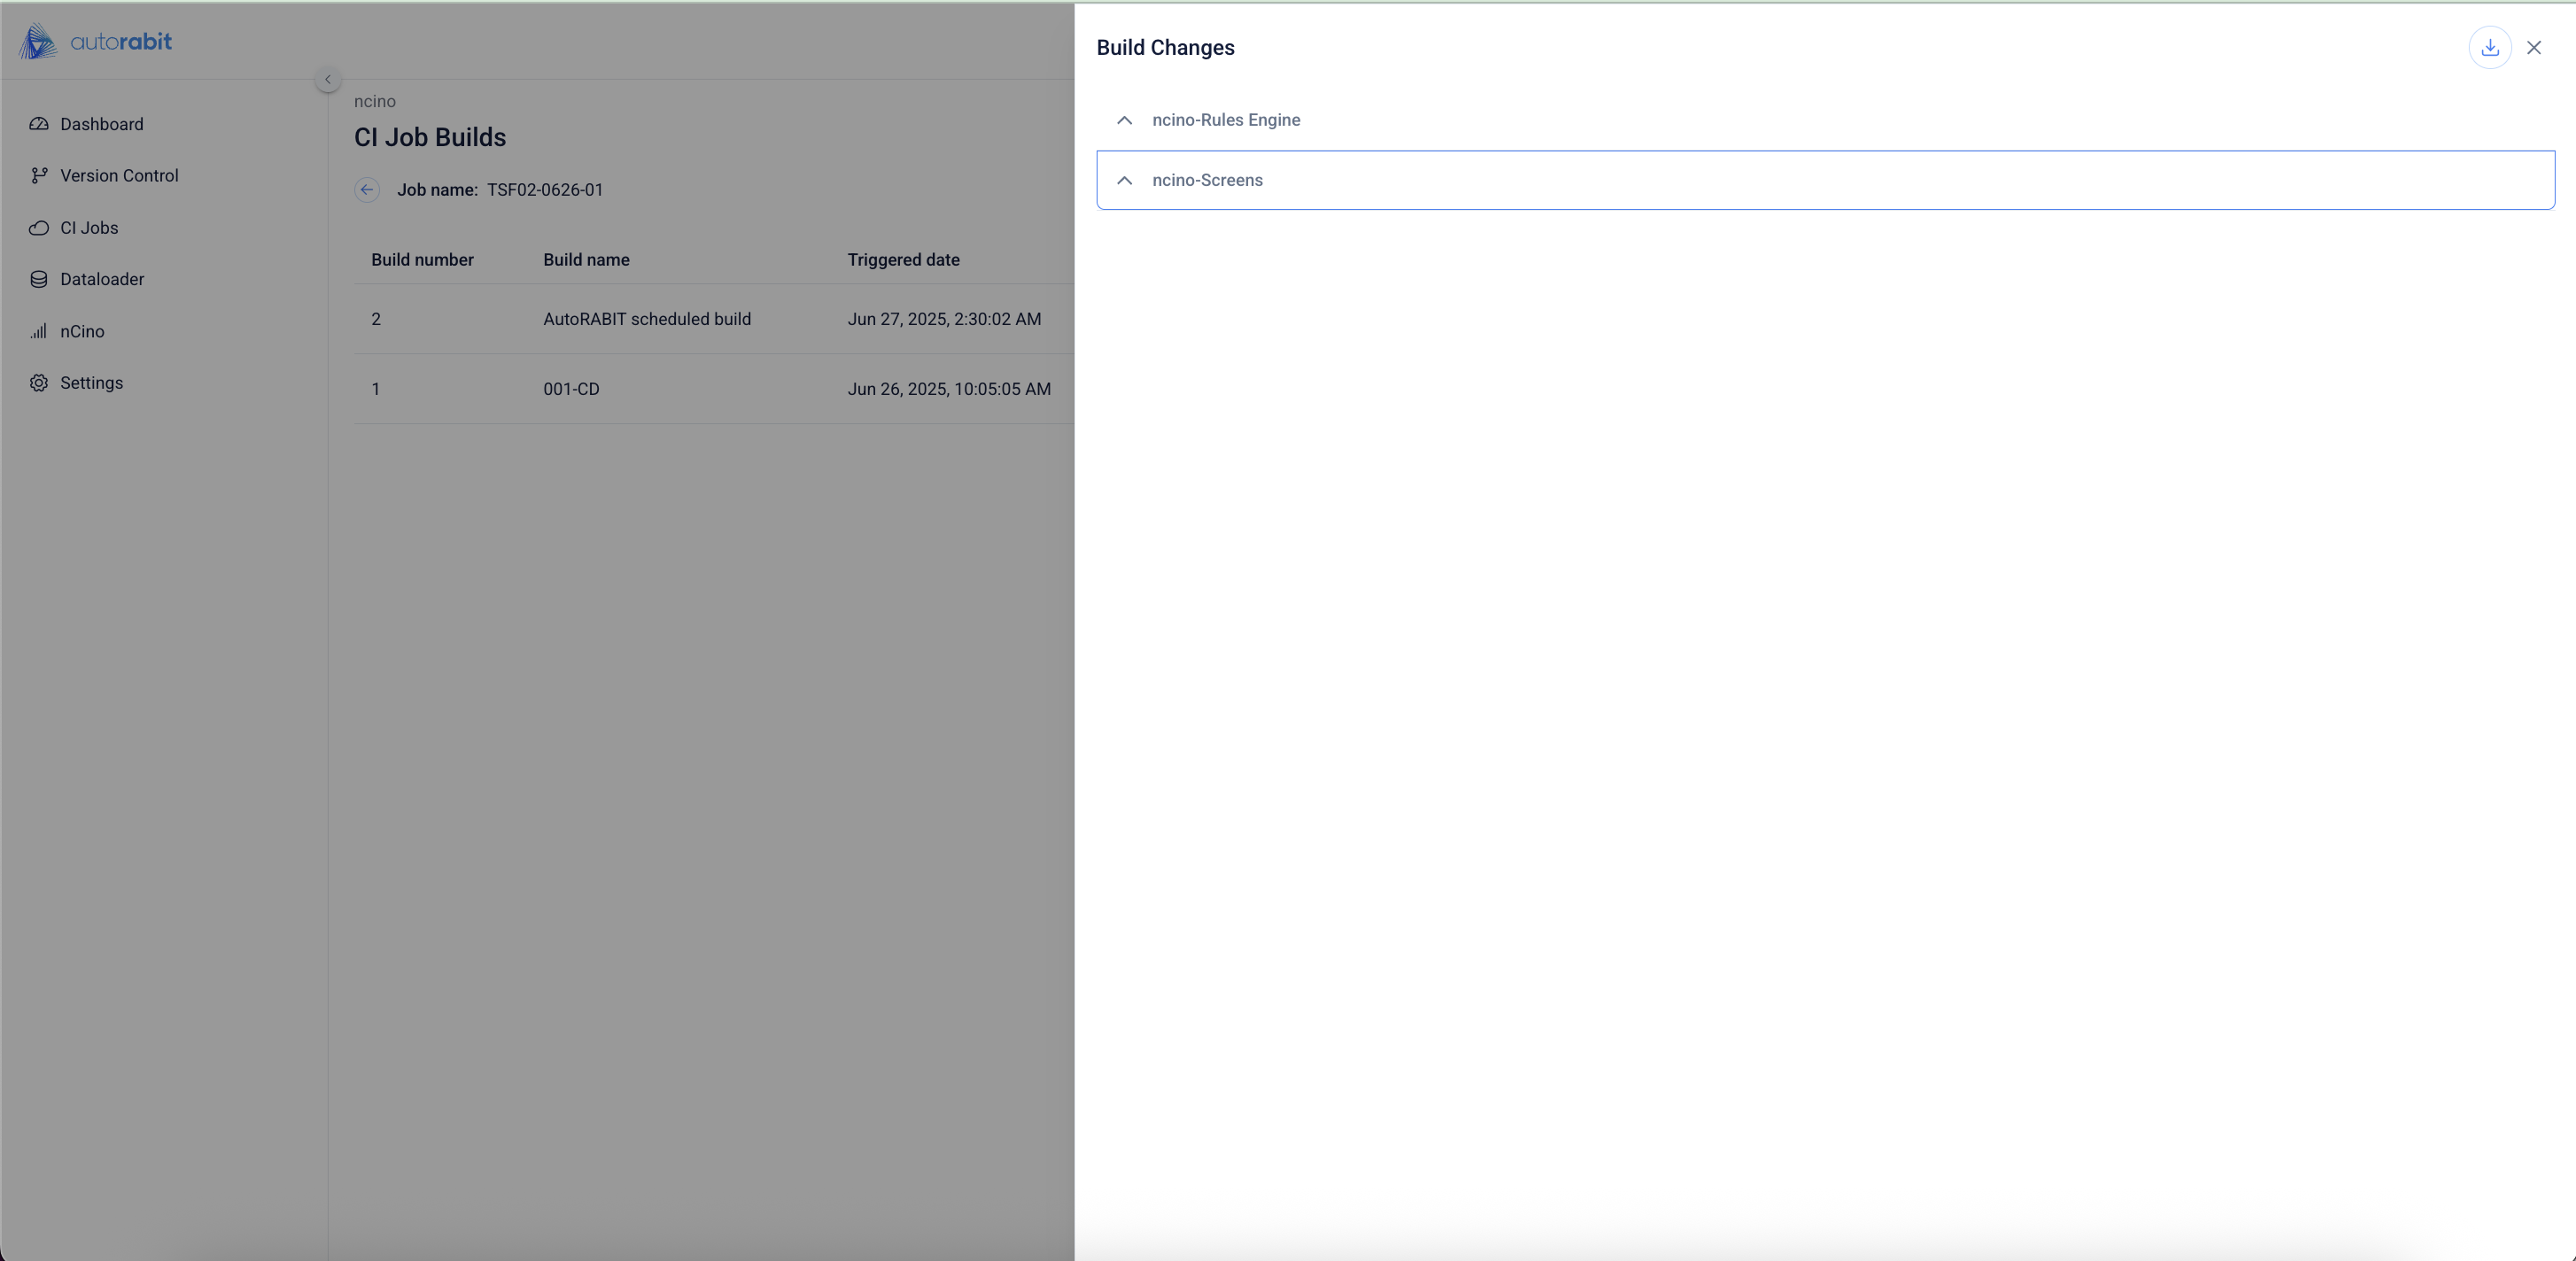 autorabit
Dashboard
Version Control
CI Jobs
Dataloader
nCino
Settings
ncino
CI Job Builds
Job name: TSF02-0626-01
Build number Build name Triggered date
2 AutoRABIT scheduled build Jun 27, 2025, 2:30:02 AM
1 001-CD Jun 26, 2025, 10:05:05 AM
Build Changes
ncino-Rules Engine
ncino-Screens